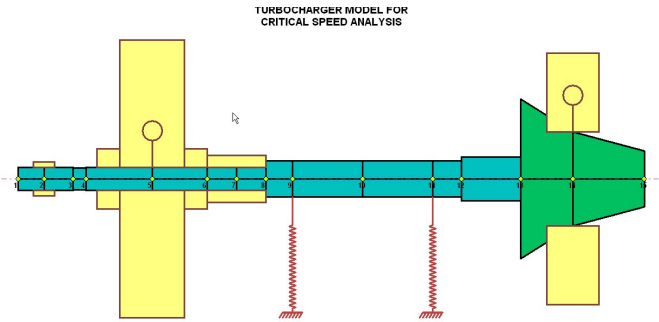 TURBOCHARGER MODEL FOR
CRITICAL SPEED ANALYSIS
1 2 3 4 5 6 7 8 9 10 11 12 13 14 15